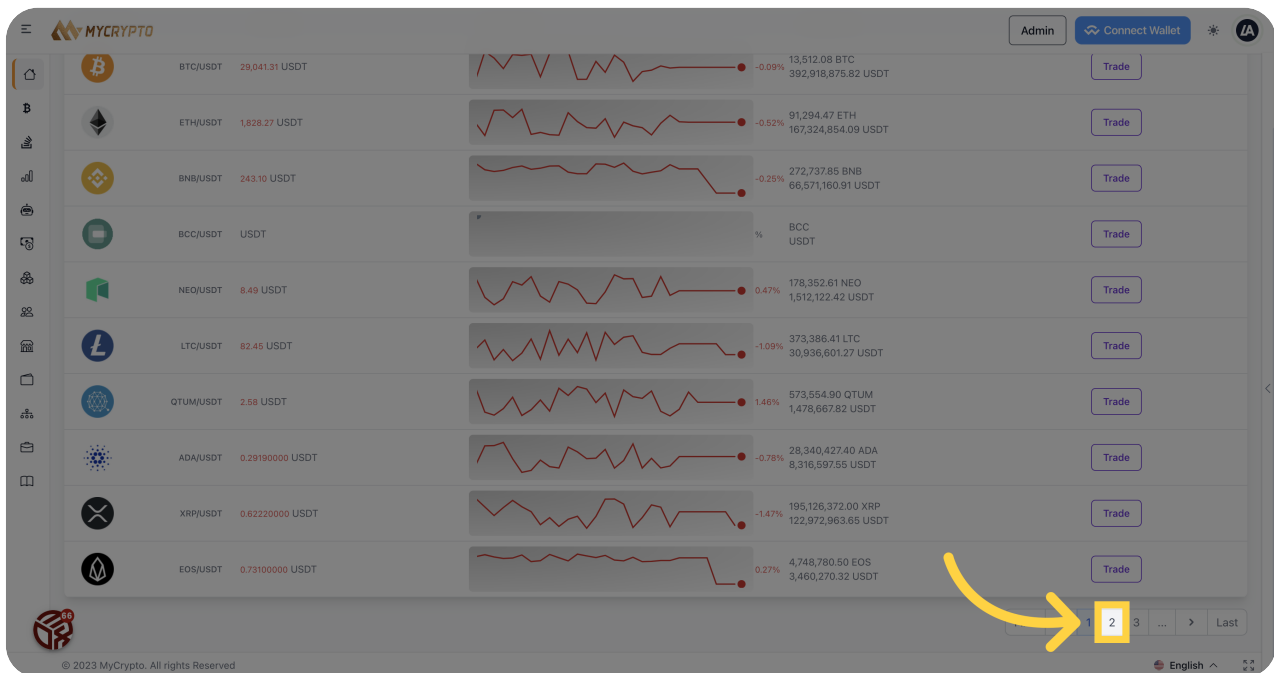 MYCRYPTO
Admin
Connect Wallet
BTC/USDT 29,041.31 USDT -0.09% 13,512.08 BTC
392,918,875.82 USDT
Trade
ETH/USDT 1,828.27 USDT -0.52% 91,294.47 ETH
167,324,854.09 USDT
Trade
BNB/USDT 243.10 USDT -0.25% 272,737.85 BNB
66,571,160.91 USDT
Trade
BCC/USDT USDT % BCC
USDT
Trade
NEO/USDT 8.49 USDT 0.47% 178,352.61 NEO
1,512,122.42 USDT
Trade
LTC/USDT 82.45 USDT -1.09% 373,386.41 LTC
30,936,601.27 USDT
Trade
QTUM/USDT 2.58 USDT 1.46% 573,554.90 QTUM
1,478,667.82 USDT
Trade
ADA/USDT 0.29190000 USDT -0.78% 28,340,427.40 ADA
8,316,597.55 USDT
Trade
XRP/USDT 0.62220000 USDT -1.47% 195,126,372.00 XRP
122,972,963.65 USDT
Trade
EOS/USDT 0.73100000 USDT 0.27% 4,748,780.50 EOS
3,460,270.32 USDT
Trade
66
1 2 3 ... > Last
© 2023 MyCrypto. All rights Reserved
English